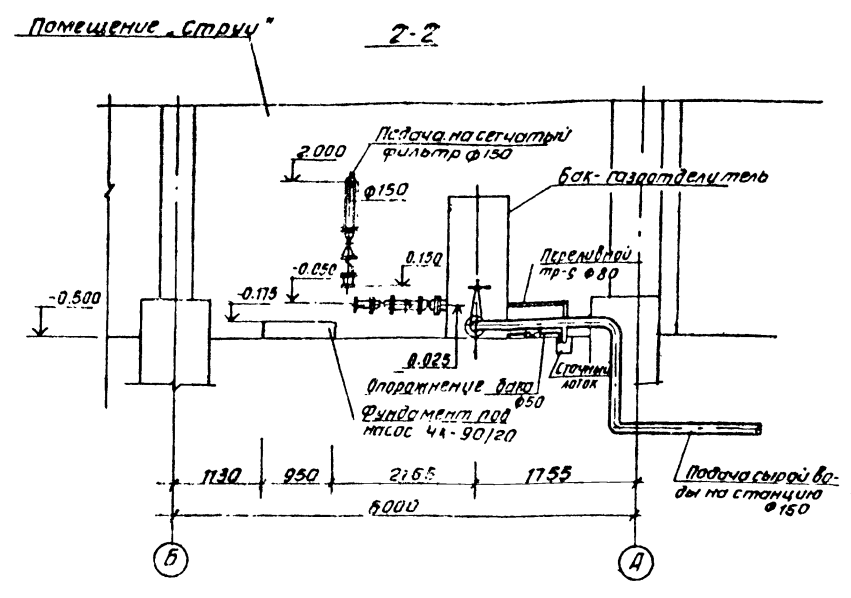 Помещение „Струи"
2-2
Подача на сетчатый
фильтр ф150
2.000
ф150
бак-газоотделитель
Переливной
тр-д ф80
0.150
-0.050
-0.175
-0.500
0.025
Опорожнение бака
ф50
Сточный
лоток
Фундамент под
насос 4к-90/20
1130
950
2165
1755
6000
Подача сырой во-
ды на станцию
ф150
Б
А